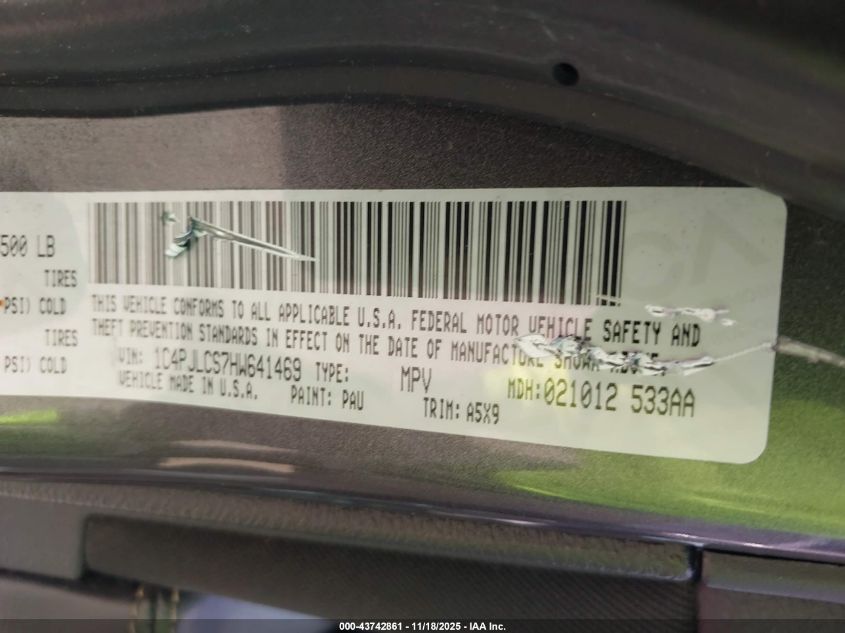 500 LB
TIRES
PSI) COLD
TIRES
PSI) COLD
THIS VEHICLE CONFORMS TO ALL APPLICABLE U.S.A. FEDERAL MOTOR VEHICLE SAFETY AND
THEFT PREVENTION STANDARDS IN EFFECT ON THE DATE OF MANUFACTURE SHOWN ABOVE
VIN: 1C4PJLCS7HW641469 TYPE: MPV MDH:021012 533AA
VEHICLE MADE IN U.S.A. PAINT: PAU TRIM: A5X9
000-43742861 - 11/18/2025 - IAA Inc.